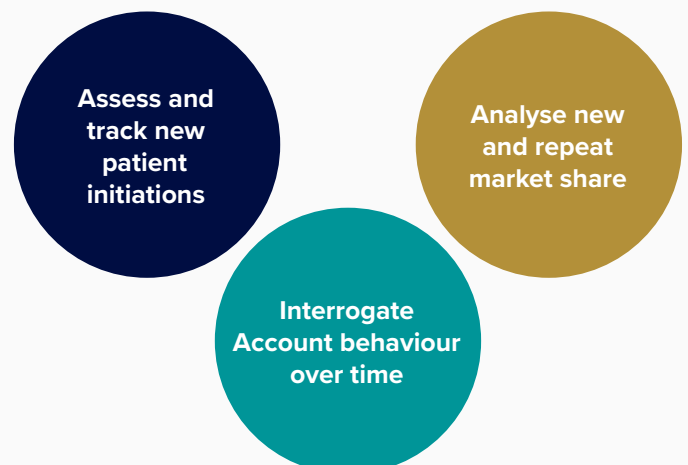 Assess and
track new
patient
initiations
Analyse new
and repeat
market share
Interrogate
Account behaviour
over time